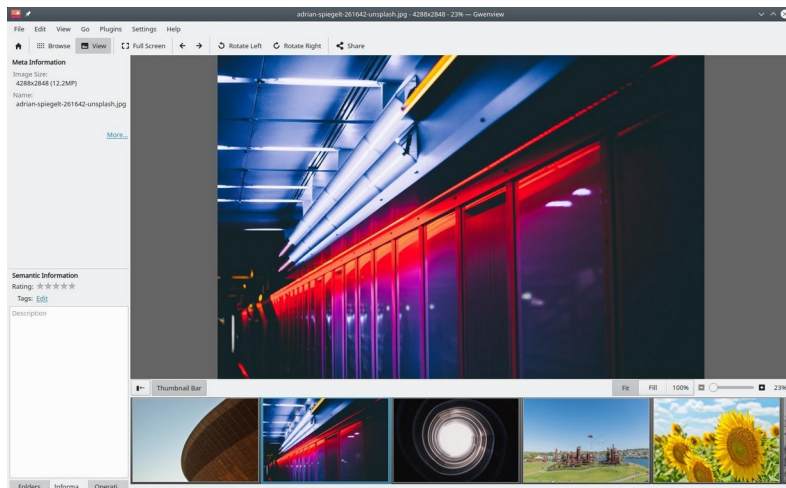 adrian-spiegelt-261642-unsplash.jpg - 4288x2848 - 23% — Gwenview
File Edit View Go Plugins Settings Help
Browse View Full Screen Rotate Left Rotate Right Share
Meta Information
Image Size:
4288x2848 (12.2MP)
Name:
adrian-spiegelt-261642-unsplash.jpg
More...
Semantic Information
Rating:
Tags: Edit
Description
Thumbnail Bar Fit Fill 100% 23%
Folders Informa Operati